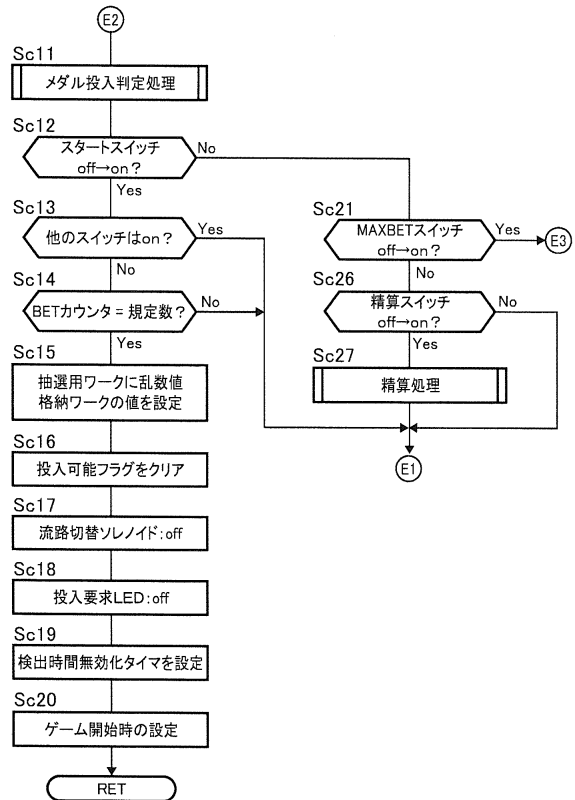 E2
Sc11
メダル投入判定処理
Sc12
スタートスイッチ
off→on?
No
Yes
Sc13
他のスイッチはon?
Yes
No
Sc14
BETカウンタ = 規定数?
No
Yes
Sc15
抽選用ワークに乱数値
格納ワークの値を設定
Sc16
投入可能フラグをクリア
Sc17
流路切替ソレノイド:off
Sc18
投入要求LED:off
Sc19
検出時間無効化タイマを設定
Sc20
ゲーム開始時の設定
RET
Sc21
MAXBETスイッチ
off→on?
Yes
E3
No
Sc26
精算スイッチ
off→on?
No
Yes
Sc27
精算処理
E1